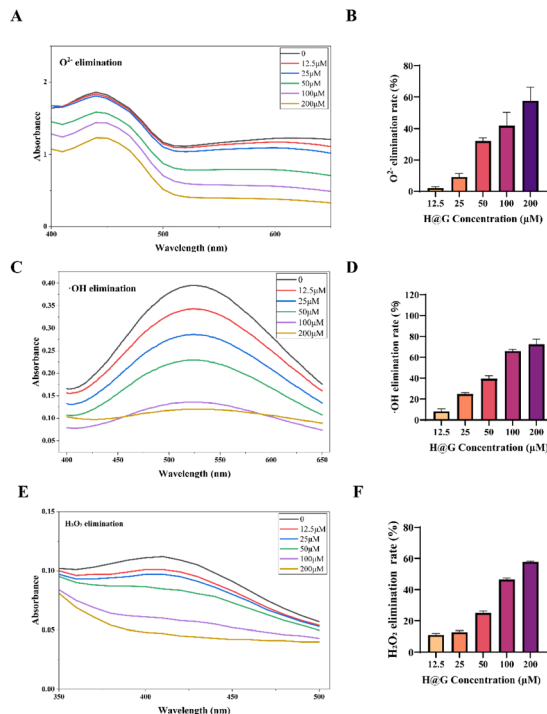 A
O²⁻ elimination
0
12.5μM
25μM
50μM
100μM
200μM
Absorbance
2
1
0
400
500
600
Wavelength (nm)
B
O²⁻ elimination rate (%)
80
60
40
20
0
12.5 25 50 100 200
H@G Concentration (μM)
C
·OH elimination
0
12.5μM
25μM
50μM
100μM
200μM
Absorbance
0.40
0.35
0.30
0.25
0.20
0.15
0.10
0.05
400 450 500 550 600 650
Wavelength (nm)
D
·OH elimination rate (%)
120
100
80
60
40
20
0
12.5 25 50 100 200
H@G Concentration (μM)
E
H₂O₂ elimination
0
12.5μM
25μM
50μM
100μM
200μM
Absorbance
0.15
0.10
0.05
0.00
350 400 450 500
Wavelength (nm)
F
H₂O₂ elimination rate (%)
80
60
40
20
0
12.5 25 50 100 200
H@G Concentration (μM)